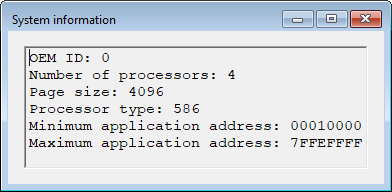 System information
OEM ID: 0
Number of processors: 4
Page size: 4096
Processor type: 586
Minimum application address: 00010000
Maximum application address: 7FFEFFFF